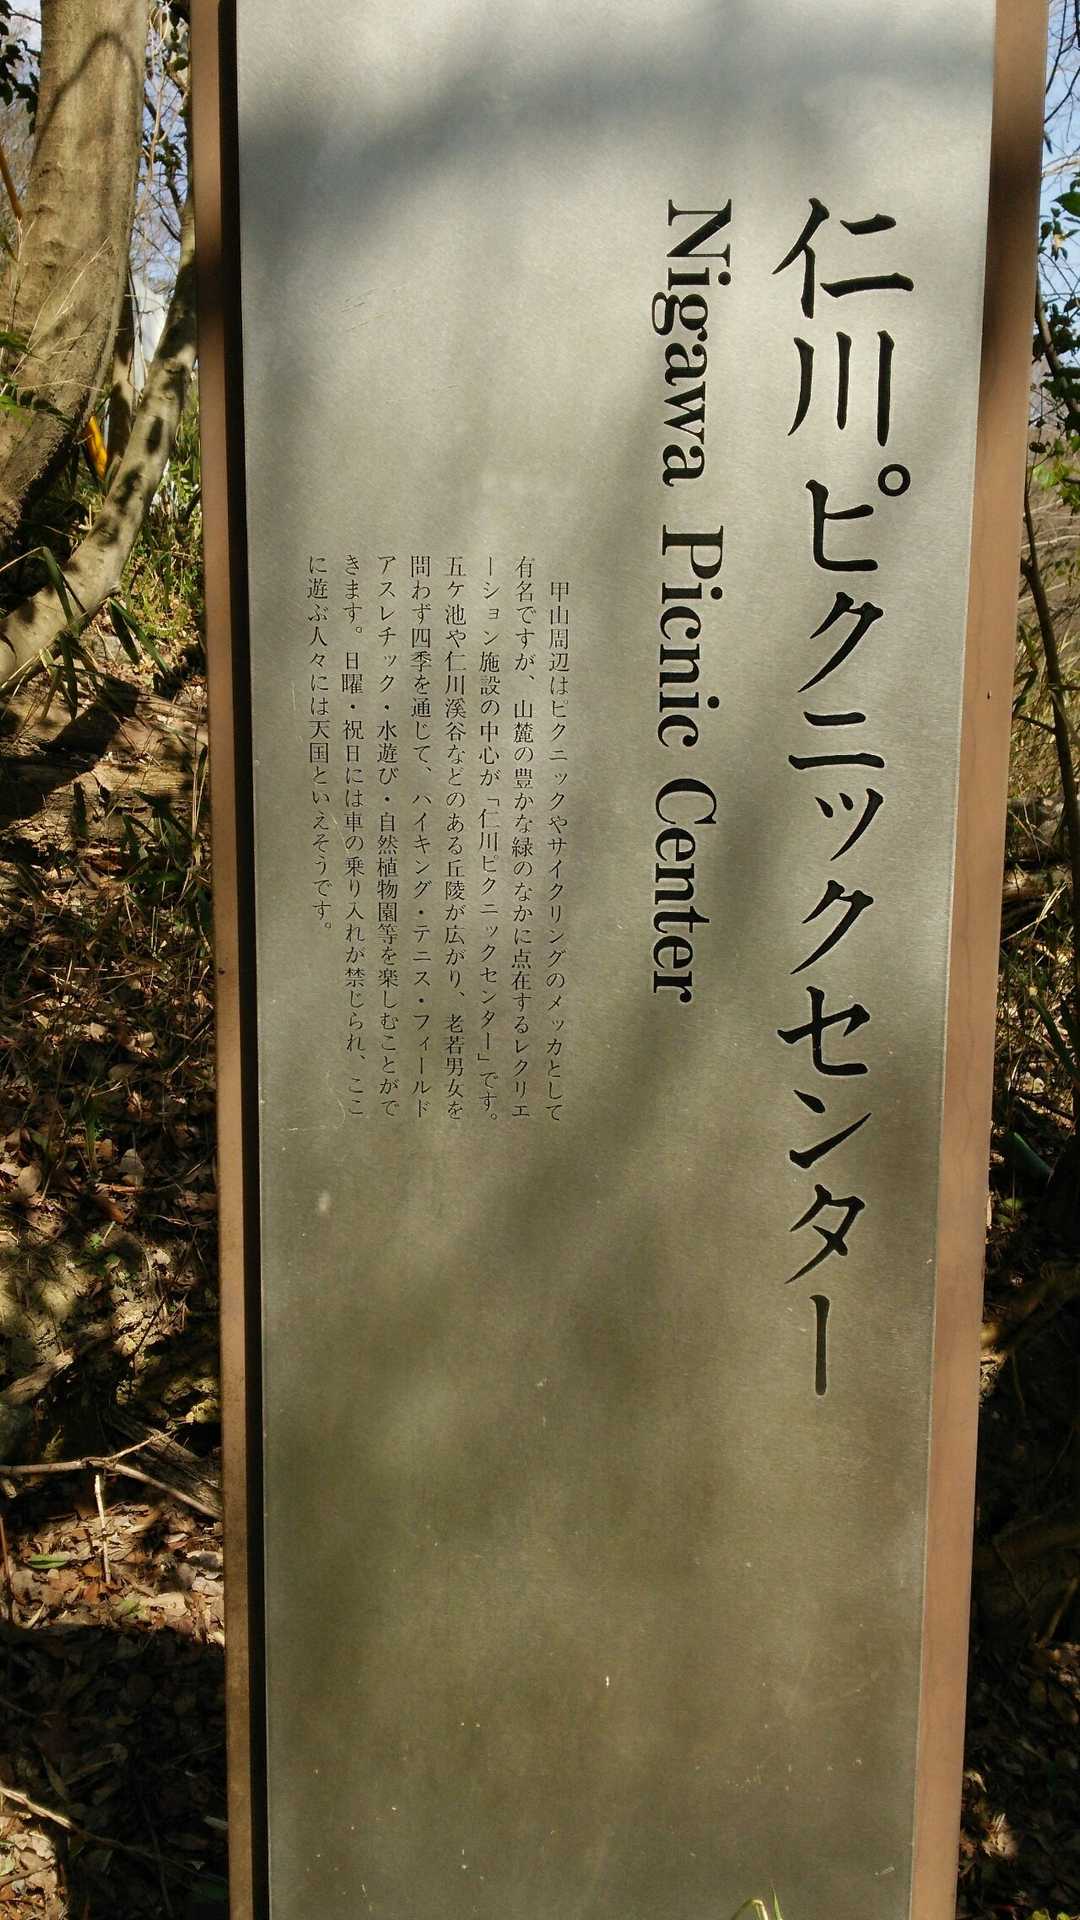 仁川ピクニックセンター
Nigawa Picnic Center
甲山周辺はピクニックやサイクリングのメッカとして
有名ですが、山麓の豊かな緑のなかに点在するレクリエ
ーション施設の中心が「仁川ピクニックセンター」です。
五ケ池や仁川溪谷などのある丘陵が広がり、老若男女を
問わず四季を通じて、ハイキング・テニス・フィールド
アスレチック・水遊び・自然植物園等を楽しむことがで
きます。日曜・祝日には車の乗り入れが禁じられ、ここ
に遊ぶ人々には天国といえそうです。